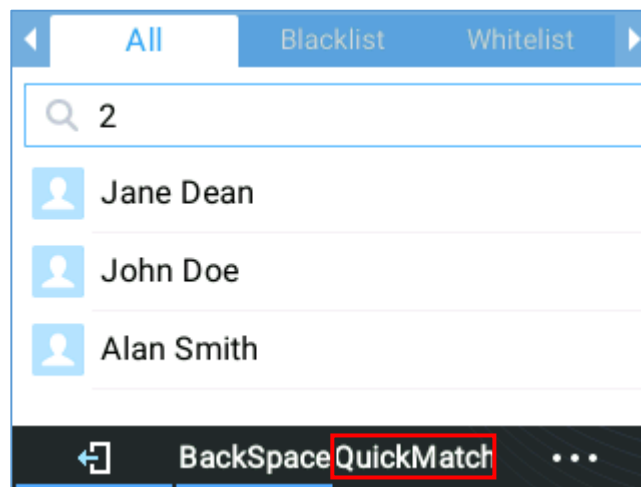 All Blacklist Whitelist
2
Jane Dean
John Doe
Alan Smith
BackSpace QuickMatch